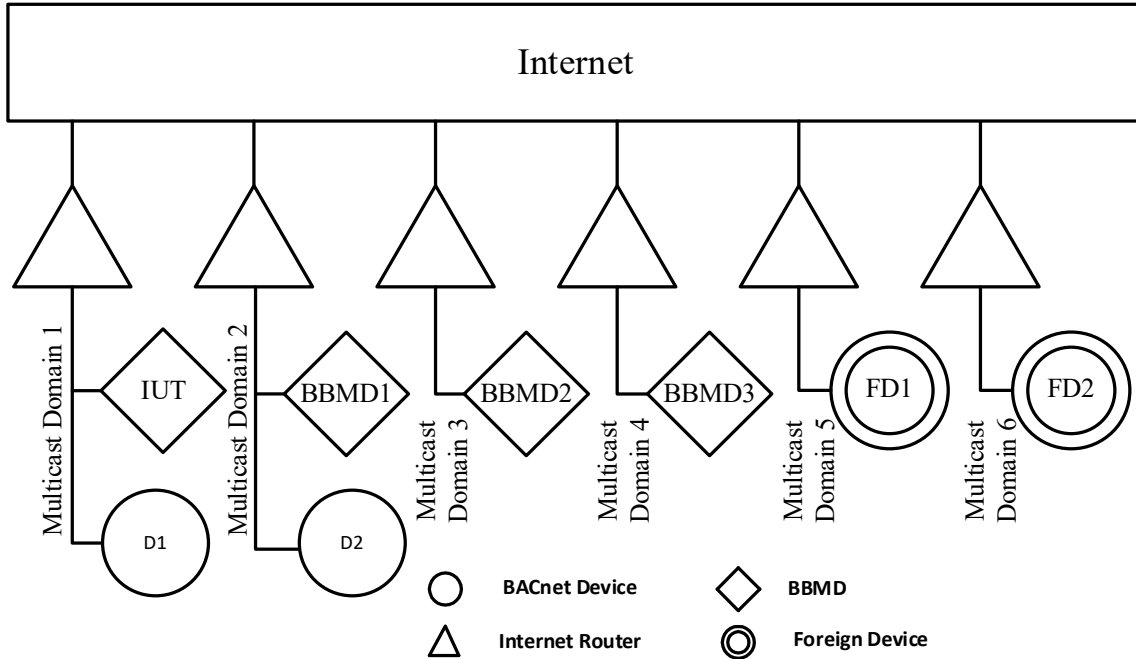 Internet
Multicast Domain 1
IUT
D1
Multicast Domain 2
BBMD1
D2
Multicast
Domain 3
BBMD2
Multicast
Domain 4
BBMD3
Multicast
Domain 5
FD1
Multicast
Domain 6
FD2
BACnet Device
BBMD
Internet Router
Foreign Device